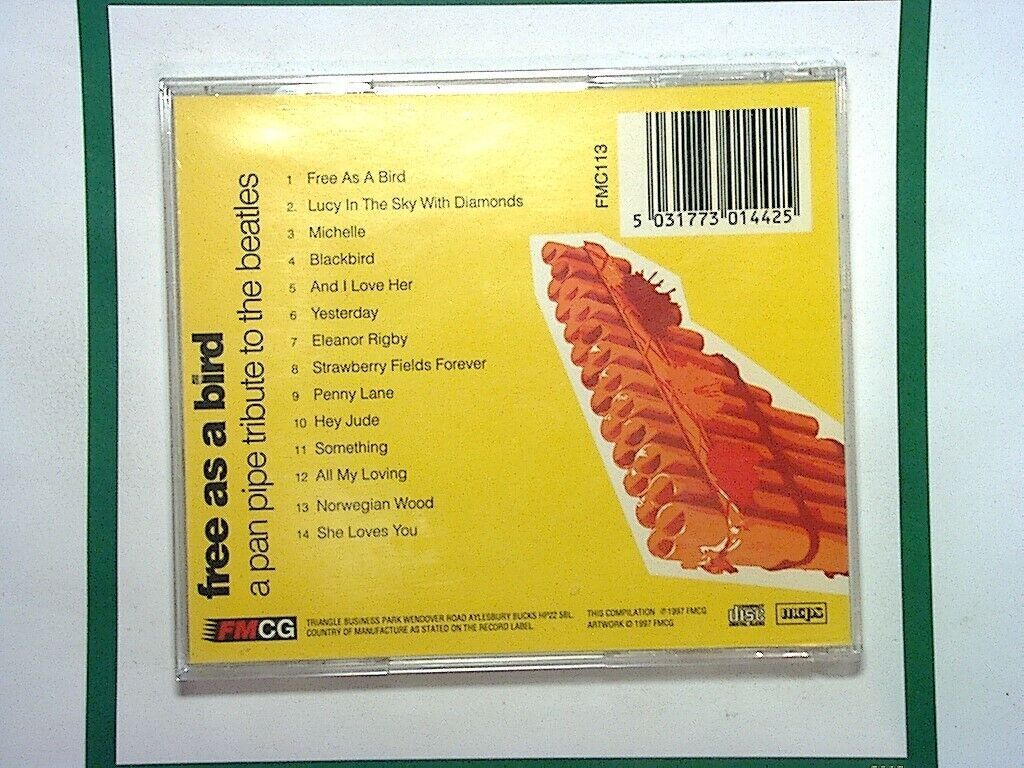 free as a bird
a pan pipe tribute to the beatles
1 Free As A Bird
2. Lucy In The Sky With Diamonds
3 Michelle
4 Blackbird
5 And I Love Her
6 Yesterday
7 Eleanor Rigby
8 Strawberry Fields Forever
9 Penny Lane
10 Hey Jude
11 Something
12 All My Loving
13 Norwegian Wood
14 She Loves You
FMC113
5 031773 014425
FMCG
TRIANGLE BUSINESS PARK WENDOVER ROAD AYLESBURY BUCKS HP22 5BL.
COUNTRY OF MANUFACTURE AS STATED ON THE RECORD LABEL.
THIS COMPILATION ℗ 1997 FMCG
ARTWORK © 1997 FMCG
COMPACT
disc
DIGITAL AUDIO
mcps